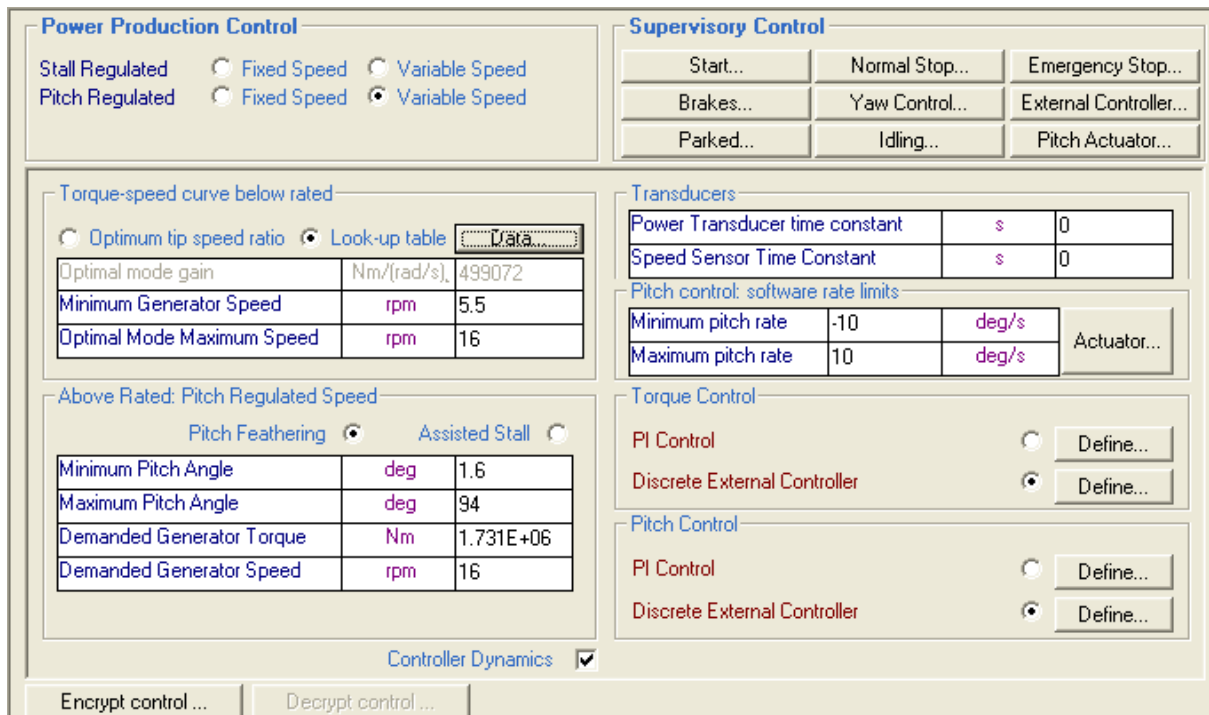 Power Production Control
Stall Regulated Fixed Speed Variable Speed
Pitch Regulated Fixed Speed Variable Speed
Supervisory Control
Start... Normal Stop... Emergency Stop...
Brakes... Yaw Control... External Controller...
Parked... Idling... Pitch Actuator...
Torque-speed curve below rated
Optimum tip speed ratio Look-up table Data...
Optimal mode gain Nm/(rad/s) 499072
Minimum Generator Speed rpm 5.5
Optimal Mode Maximum Speed rpm 16
Above Rated: Pitch Regulated Speed
Pitch Feathering Assisted Stall
Minimum Pitch Angle deg 1.6
Maximum Pitch Angle deg 94
Demanded Generator Torque Nm 1.731E+06
Demanded Generator Speed rpm 16
Transducers
Power Transducer time constant s 0
Speed Sensor Time Constant s 0
Pitch control: software rate limits
Minimum pitch rate -10 deg/s
Maximum pitch rate 10 deg/s
Actuator...
Torque Control
PI Control Define...
Discrete External Controller Define...
Pitch Control
PI Control Define...
Discrete External Controller Define...
Controller Dynamics
Encrypt control ... Decrypt control ...